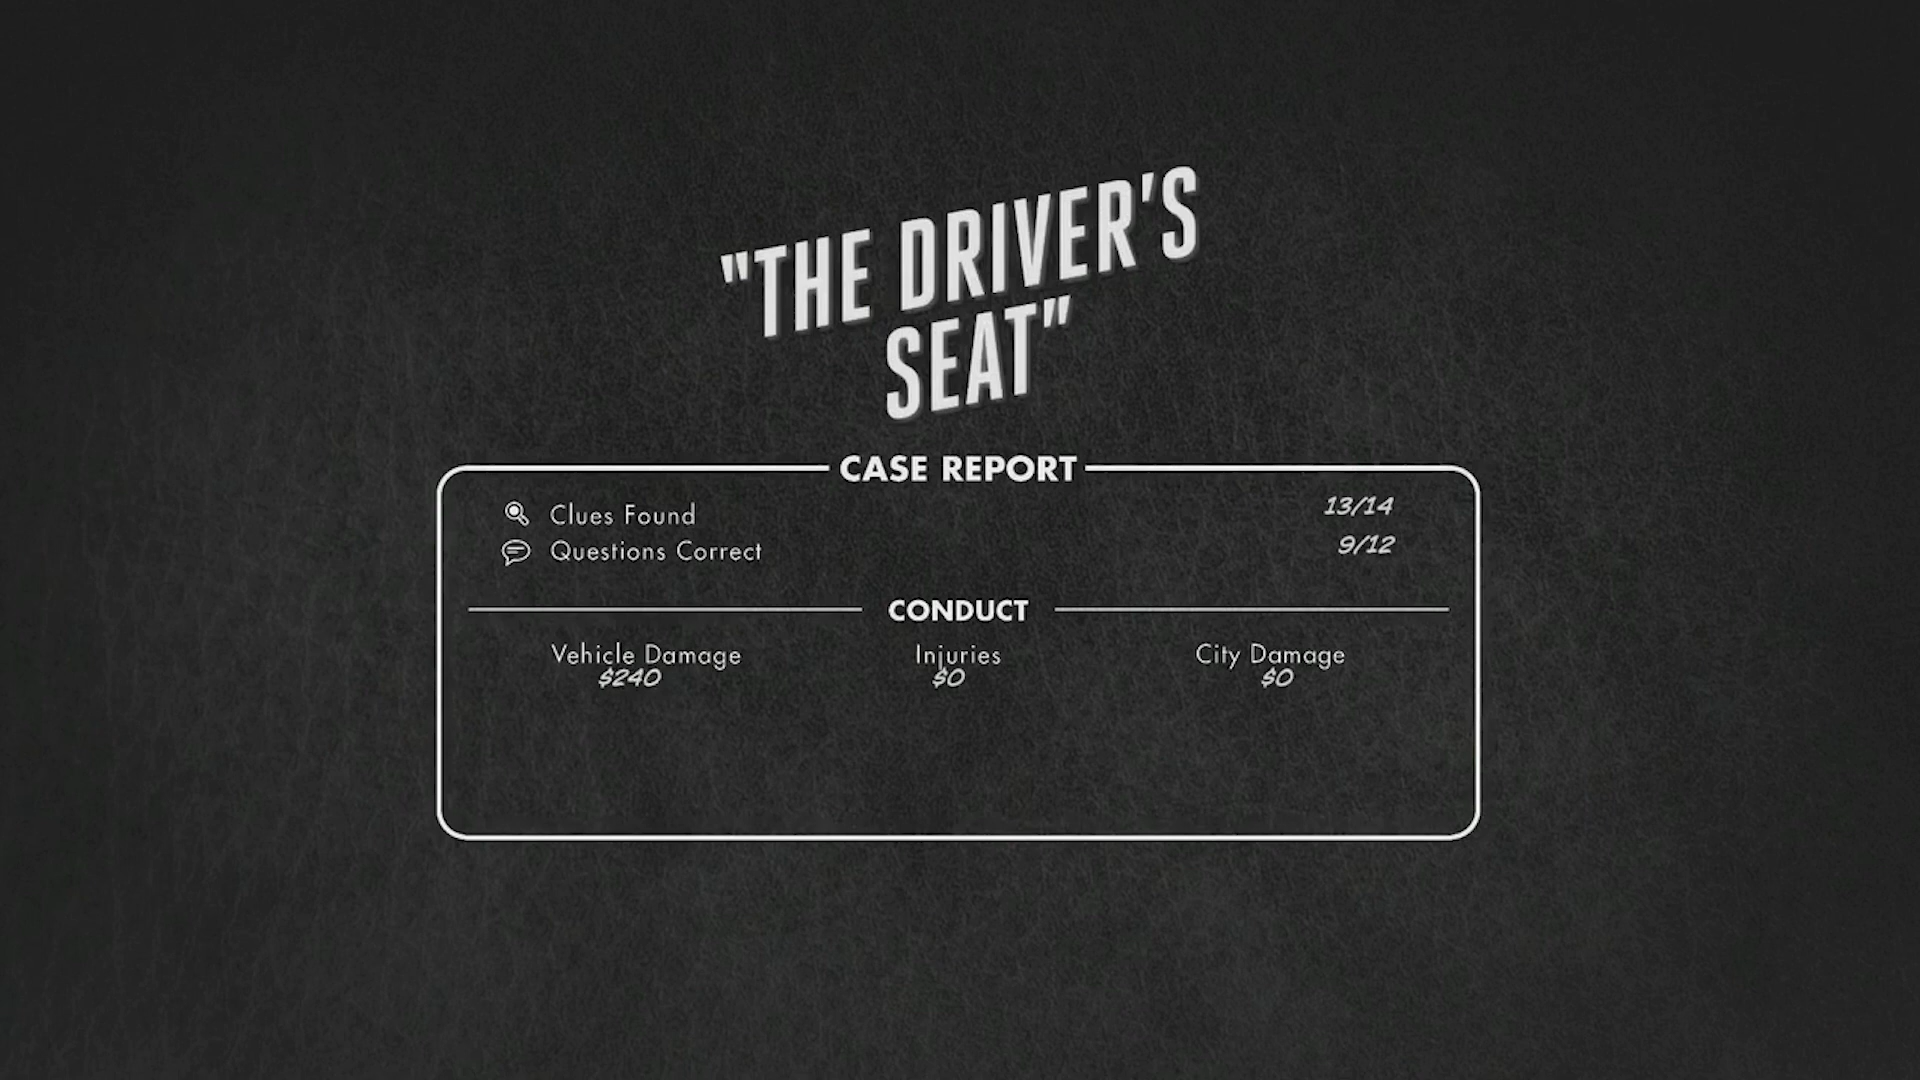 "THE DRIVER'S
SEAT"
CASE REPORT
Clues Found 13/14
Questions Correct 9/12
CONDUCT
Vehicle Damage Injuries City Damage
$240 $0 $0